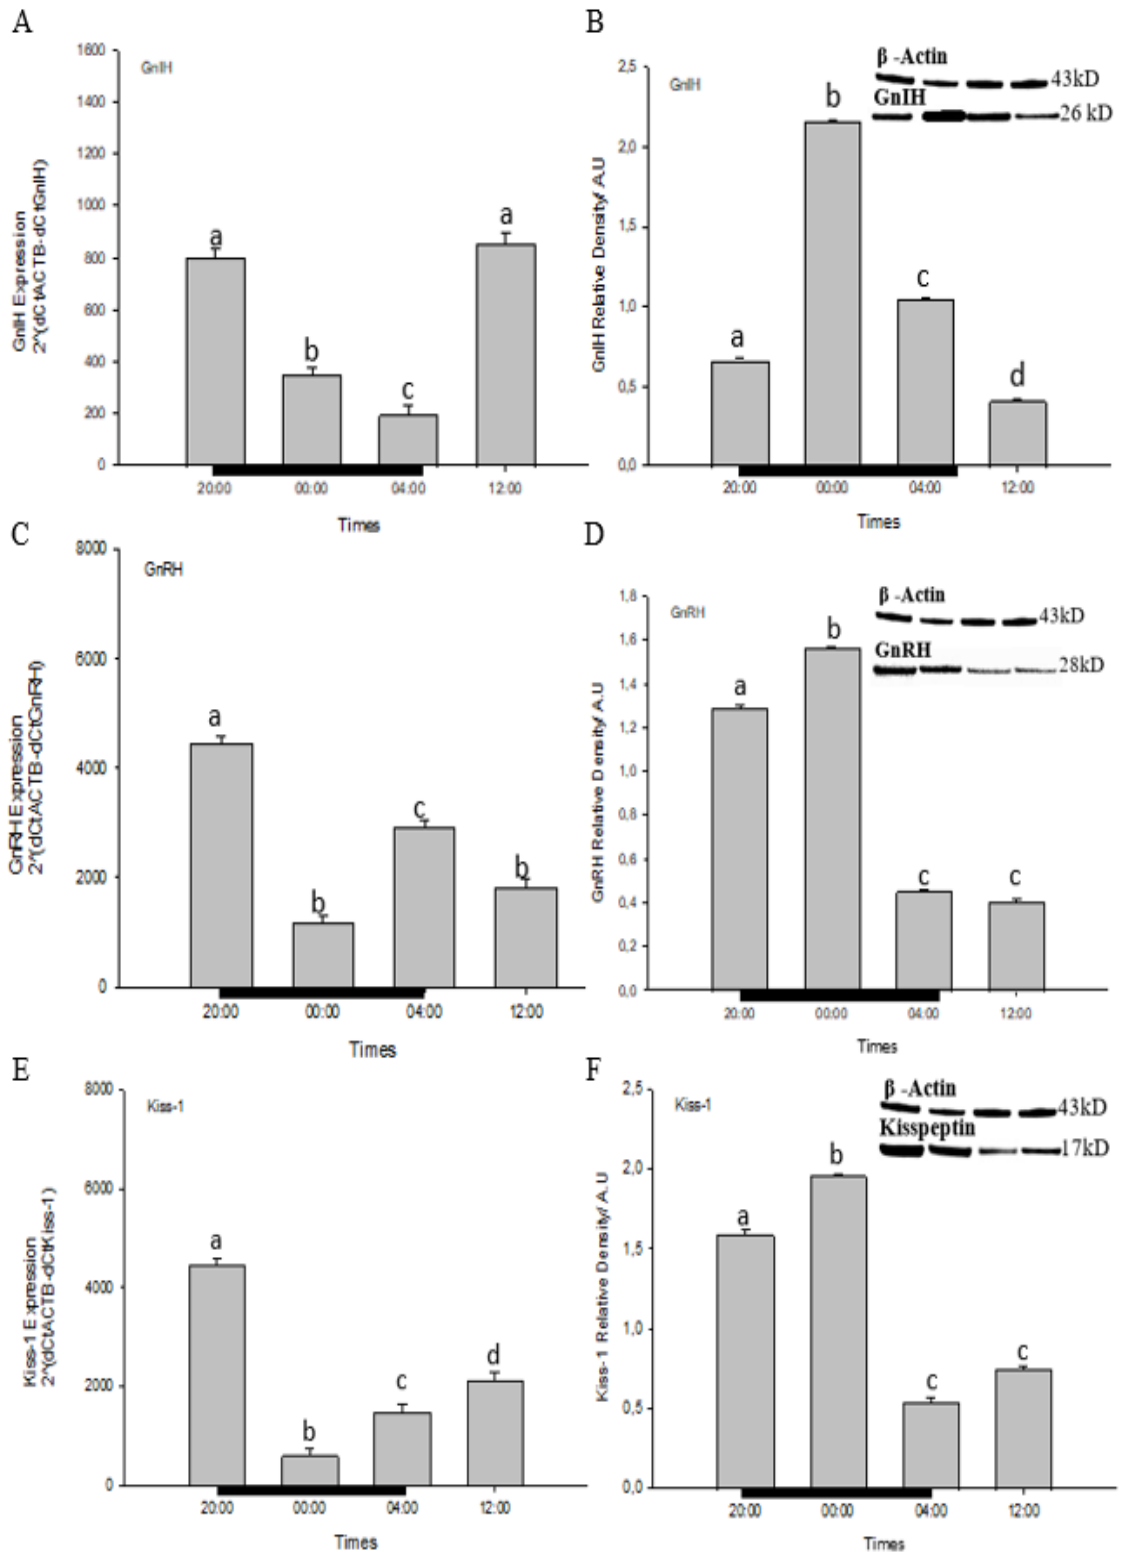 A
1600
1400
1200
1000
800
600
400
200
0
GnIH
GnIH Expression
2^(dCtACTB-dCtGnIH)
a
b
c
a
20:00 00:00 04:00 12:00
Times
B
2,5
2,0
1,5
1,0
0,5
0,0
GnIH
GnIH Relative Density/ A.U
β -Actin
43kD
GnIH
26 kD
a
b
c
d
20:00 00:00 04:00 12:00
Times
C
8000
6000
4000
2000
0
GnRH
GnRH Expression
2^(dCtACTB-dCtGnRH)
a
b
c
b
20:00 00:00 04:00 12:00
Times
D
1,8
1,6
1,4
1,2
1,0
0,8
0,6
0,4
0,2
0,0
GnRH
GnRH Relative Density/ A.U
β -Actin
43kD
GnRH
28kD
a
b
c
c
20:00 00:00 04:00 12:00
Times
E
8000
6000
4000
2000
0
Kiss-1
Kiss-1 Expression
2^(dCtACTB-dCtKiss-1)
a
b
c
d
20:00 00:00 04:00 12:00
Times
F
2,5
2,0
1,5
1,0
0,5
0,0
Kiss-1
Kiss-1 Relative Density/ A.U
β -Actin
43kD
Kisspeptin
17kD
a
b
c
c
20:00 00:00 04:00 12:00
Times